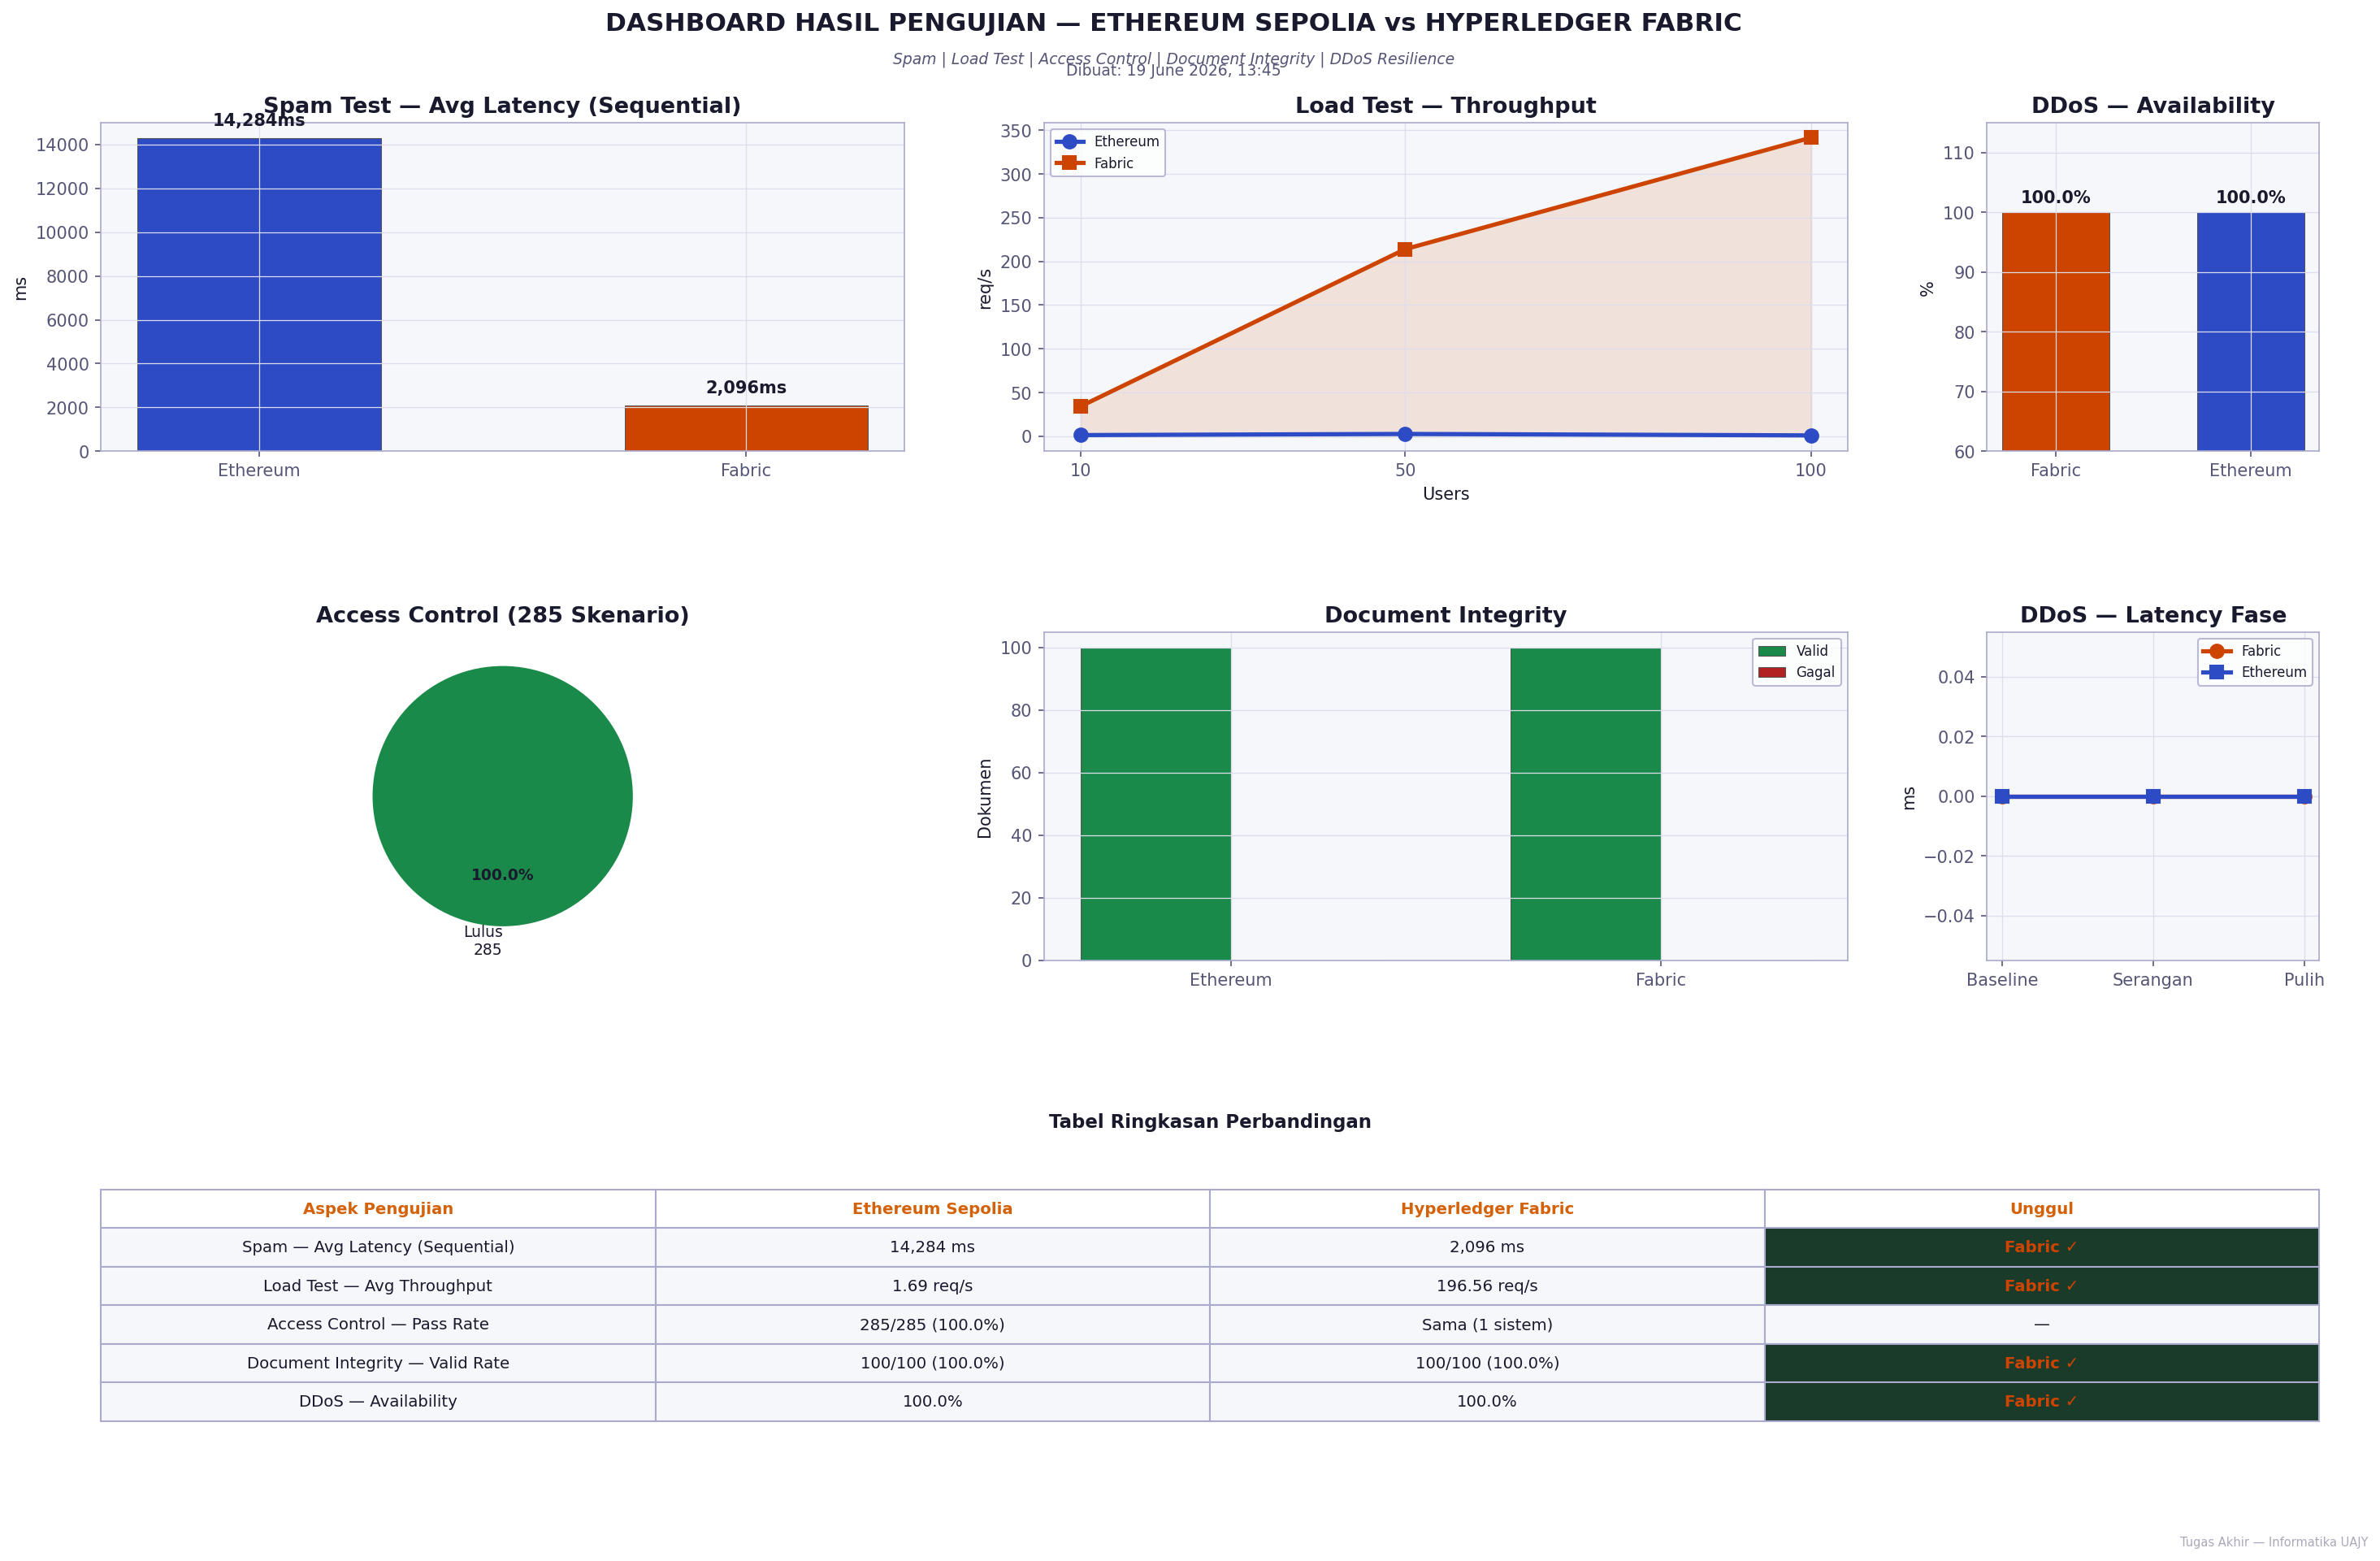 DASHBOARD HASIL PENGUJIAN — ETHEREUM SEPOLIA vs HYPERLEDGER FABRIC
Spam | Load Test | Access Control | Document Integrity | DDoS Resilience
Dibuat: 19 June 2026, 13:45
Spam Test — Avg Latency (Sequential)
14,284ms
2,096ms
14000
12000
10000
8000
6000
4000
2000
0
ms
Ethereum
Fabric
Load Test — Throughput
Ethereum
Fabric
350
300
250
200
150
100
50
0
req/s
10
50
100
Users
DDoS — Availability
100.0%
100.0%
110
100
90
80
70
60
%
Fabric
Ethereum
Access Control (285 Skenario)
100.0%
Lulus
285
Document Integrity
Valid
Gagal
100
80
60
40
20
0
Dokumen
Ethereum
Fabric
DDoS — Latency Fase
Fabric
Ethereum
0.04
0.02
0.00
−0.02
−0.04
ms
Baseline
Serangan
Pulih
Tabel Ringkasan Perbandingan
Aspek Pengujian Ethereum Sepolia Hyperledger Fabric Unggul
Spam — Avg Latency (Sequential) 14,284 ms 2,096 ms Fabric ✓
Load Test — Avg Throughput 1.69 req/s 196.56 req/s Fabric ✓
Access Control — Pass Rate 285/285 (100.0%) Sama (1 sistem) —
Document Integrity — Valid Rate 100/100 (100.0%) 100/100 (100.0%) Fabric ✓
DDoS — Availability 100.0% 100.0% Fabric ✓
Tugas Akhir — Informatika UAJY